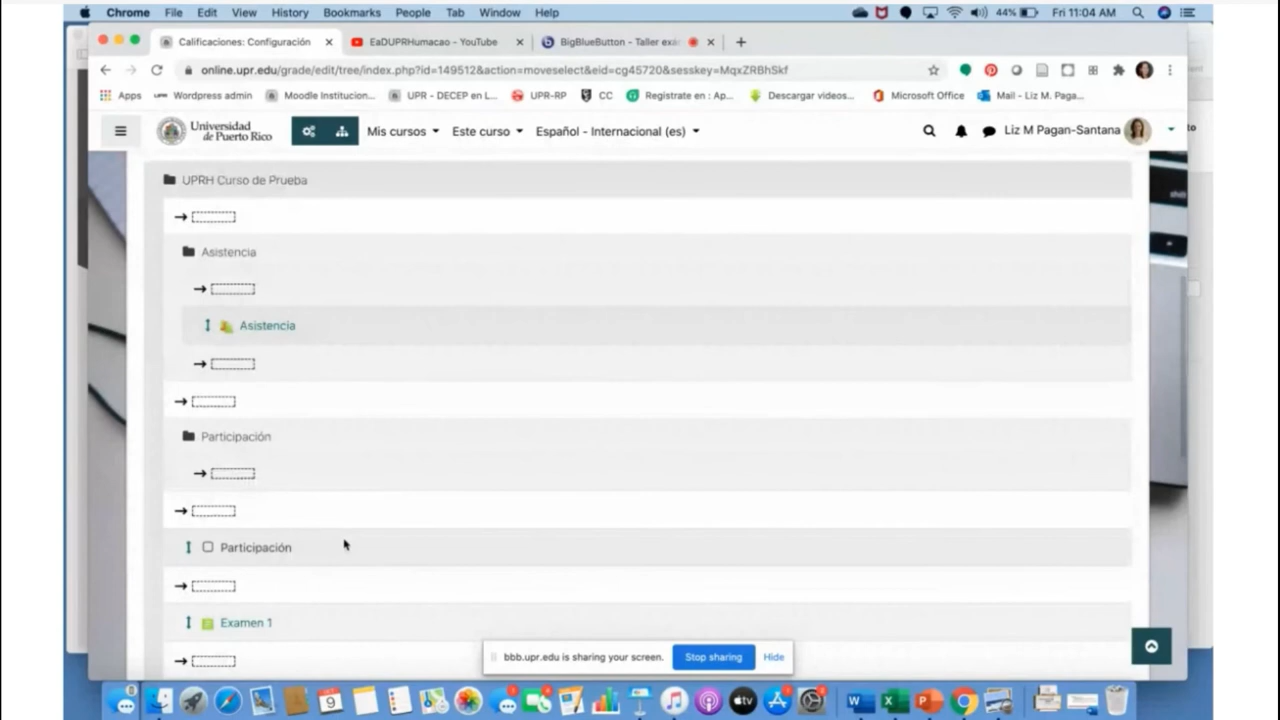 Chrome File Edit View History Bookmarks People Tab Window Help 44% Fri 11:04 AM
Calificaciones: Configuración EaDUPRHumacao - YouTube BigBlueButton - Taller exá
online.upr.edu/grade/edit/tree/index.php?id=149512&action=moveselect&eid=cg45720&sesskey=MqxZRBhSkf
Apps Wordpress admin Moodle Institucion... UPR - DECEP en L... UPR-RP CC Registrate en : Ap... Descargar videos... Microsoft Office Mail - Liz M. Paga...
Universidad
de Puerto Rico
Mis cursos Este curso Español - Internacional (es) Liz M Pagan-Santana
UPRH Curso de Prueba
Asistencia
Asistencia
Participación
Participación
Examen 1
bbb.upr.edu is sharing your screen. Stop sharing Hide